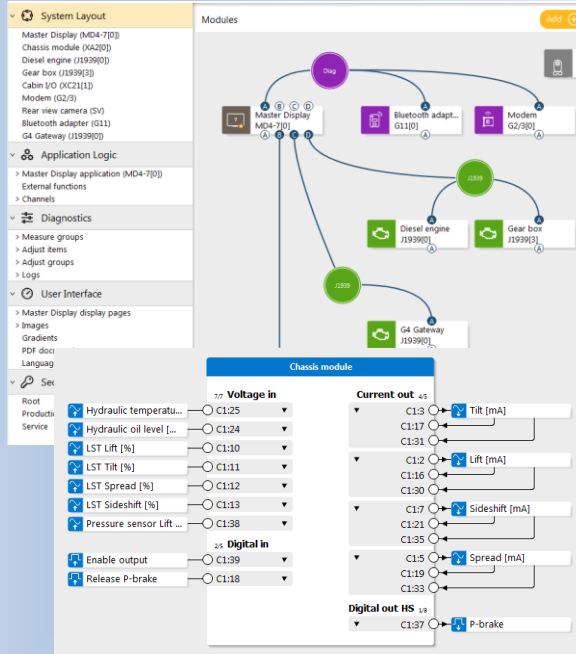 System Layout
Master Display (MD4-7[0])
Chassis module (XA2[0])
Diesel engine (J1939[0])
Gear box (J1939[3])
Cabin I/O (XC21[1])
Modem (G2/3)
Rear view camera (SV)
Bluetooth adapter (G11)
G4 Gateway (J1939[0])
Application Logic
> Master Display application (MD4-7[0])
External functions
> Channels
Diagnostics
> Measure groups
> Adjust items
> Adjust groups
> Logs
User Interface
> Master Display display pages
> Images
Gradients
PDF doc
Languag
Se
Root
Producti
Service
Modules
Add
Diag
A B C D
Master Display
MD4-7[0]
A B C D
A
Bluetooth adapt...
G11[0]
A
A
Modem
G2/3[0]
A
J1939
A
Diesel engine
J1939[0]
A
A
Gear box
J1939[3]
A
J1939
A
G4 Gateway
J1939[0]
Chassis module
7/7 Voltage in
Hydraulic temperatu... C1:25
Hydraulic oil level [... C1:24
LST Lift [%] C1:10
LST Tilt [%] C1:11
LST Spread [%] C1:12
LST Sideshift [%] C1:13
Pressure sensor Lift ... C1:38
2/5 Digital in
Enable output C1:39
Release P-brake C1:18
Current out 4/5
C1:3 Tilt [mA]
C1:17
C1:31
C1:2 Lift [mA]
C1:16
C1:30
C1:7 Sideshift [mA]
C1:21
C1:35
C1:5 Spread [mA]
C1:19
C1:33
Digital out HS 1/8
C1:37 P-brake